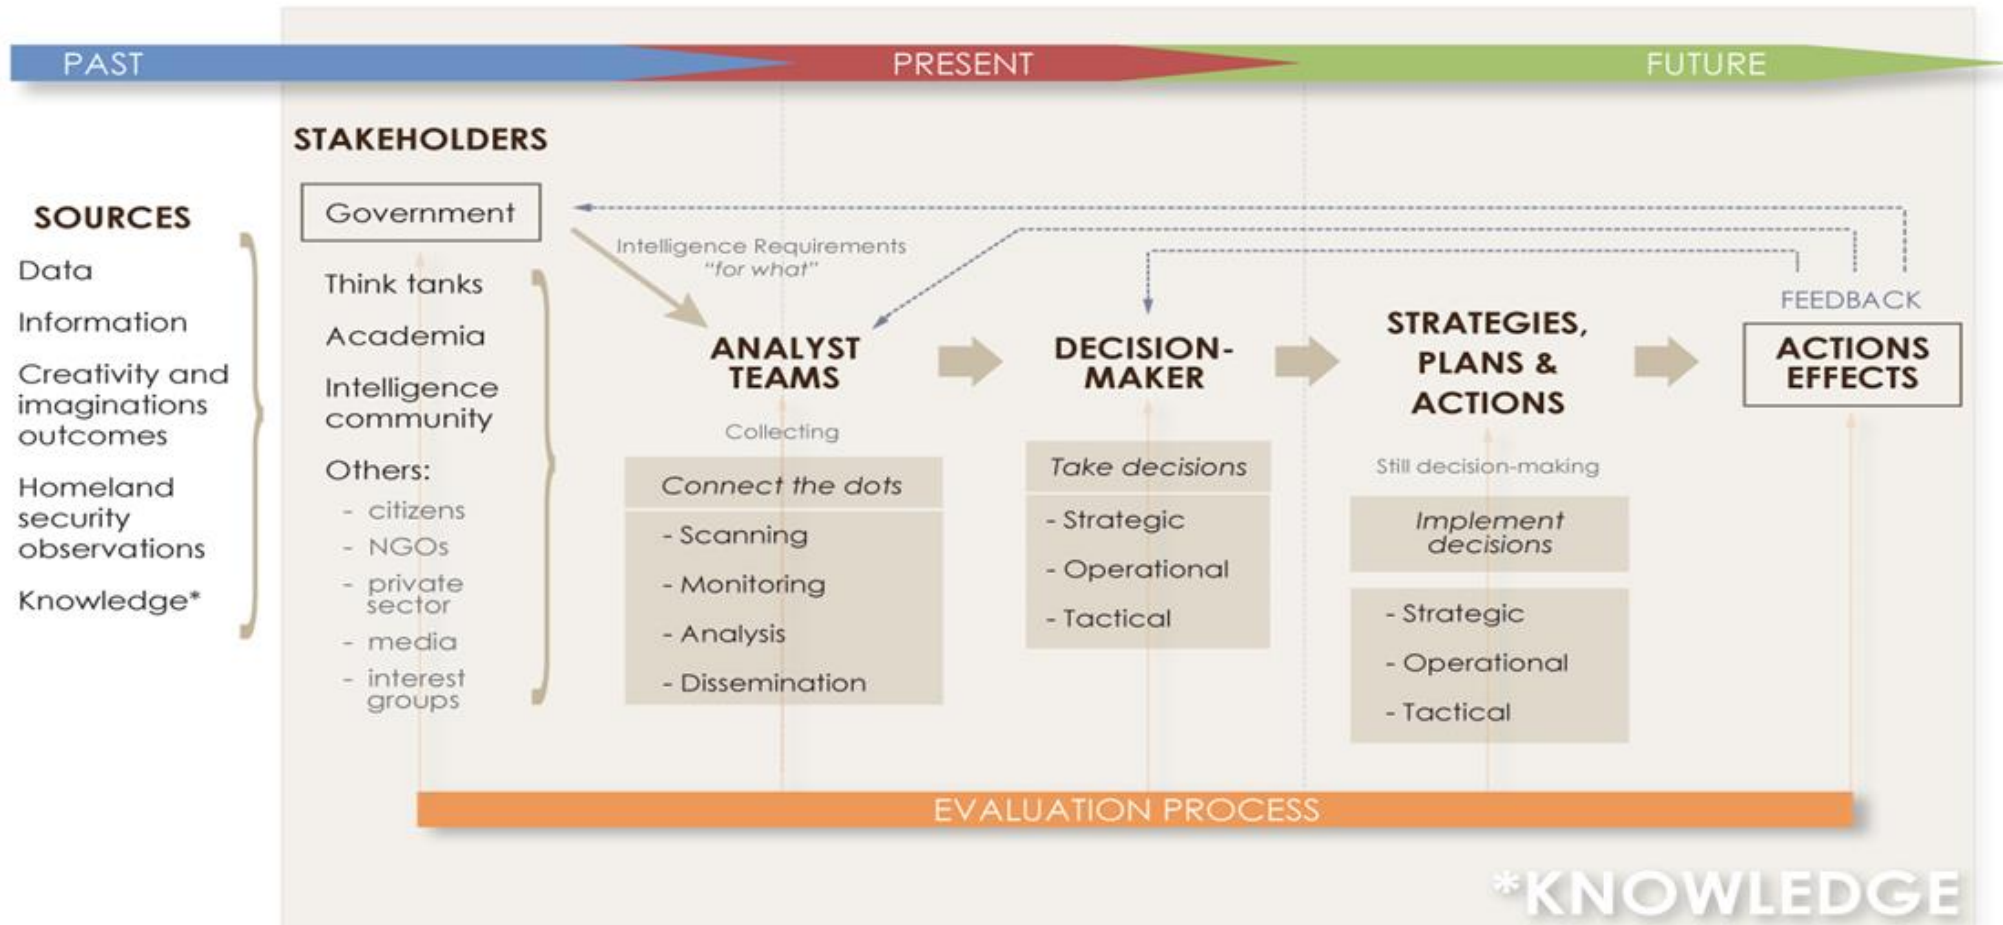 PAST
PRESENT
FUTURE
SOURCES
Data
Information
Creativity and
imaginations
outcomes
Homeland
security
observations
Knowledge*
STAKEHOLDERS
Government
Think tanks
Academia
Intelligence
community
Others:
- citizens
- NGOs
- private
sector
- media
- interest
groups
Intelligence Requirements
"for what"
ANALYST
TEAMS
Collecting
Connect the dots
- Scanning
- Monitoring
- Analysis
- Dissemination
DECISION-
MAKER
Take decisions
- Strategic
- Operational
- Tactical
STRATEGIES,
PLANS &
ACTIONS
Still decision-making
Implement
decisions
- Strategic
- Operational
- Tactical
FEEDBACK
ACTIONS
EFFECTS
EVALUATION PROCESS
*KNOWLEDGE